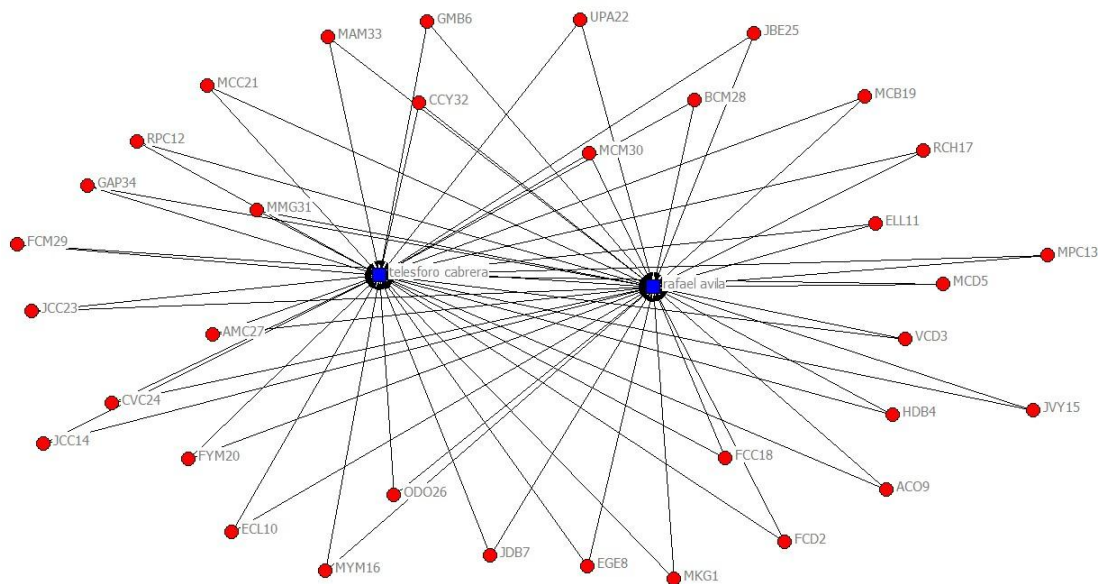 GMB6
UPA22
MAM33
JBE25
MCC21
CCY32
BCM28
MCB19
RPC12
MCM30
RCH17
GAP34
MMG31
ELL11
FCM29
MPC13
telesforo cabrera
rafael avila
MCD5
JCC23
AMC27
VCD3
CVC24
HDB4
JVY15
JCC14
FYM20
FCC18
ODO26
ACO9
ECL10
FCD2
JDB7
EGE8
MYM16
MKG1